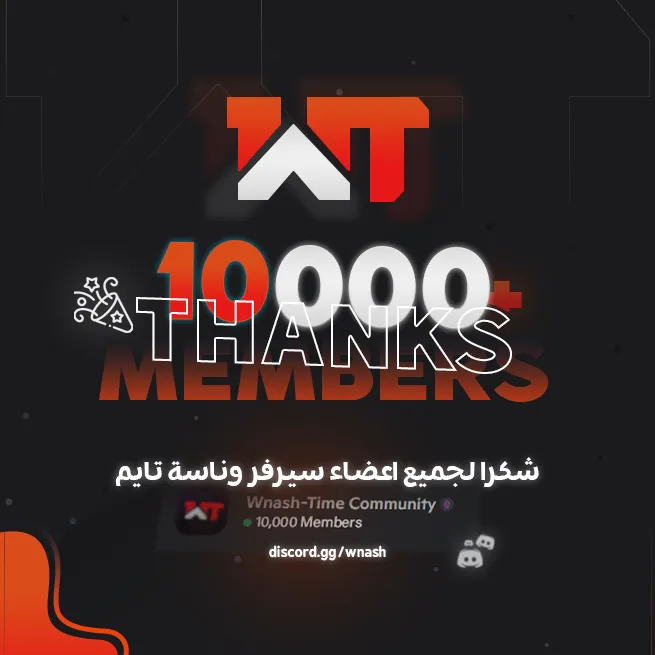 WT
10000+
THANKS
MEMBERS
شكرا لجميع اعضاء سيرفر وناسة تايم
WT
Wnash-Time Community
10,000 Members
discord.gg/wnash